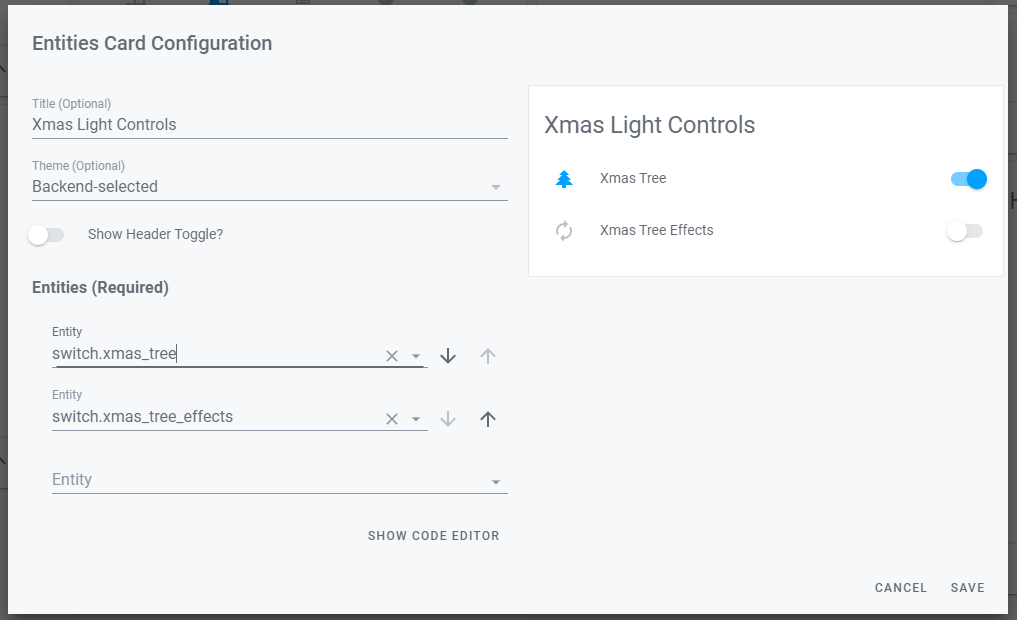 Entities Card Configuration
Title (Optional)
Xmas Light Controls
Theme (Optional)
Backend-selected
Show Header Toggle?
Entities (Required)
Entity
switch.xmas_tree
Entity
switch.xmas_tree_effects
Entity
SHOW CODE EDITOR
Xmas Light Controls
Xmas Tree
Xmas Tree Effects
CANCEL SAVE